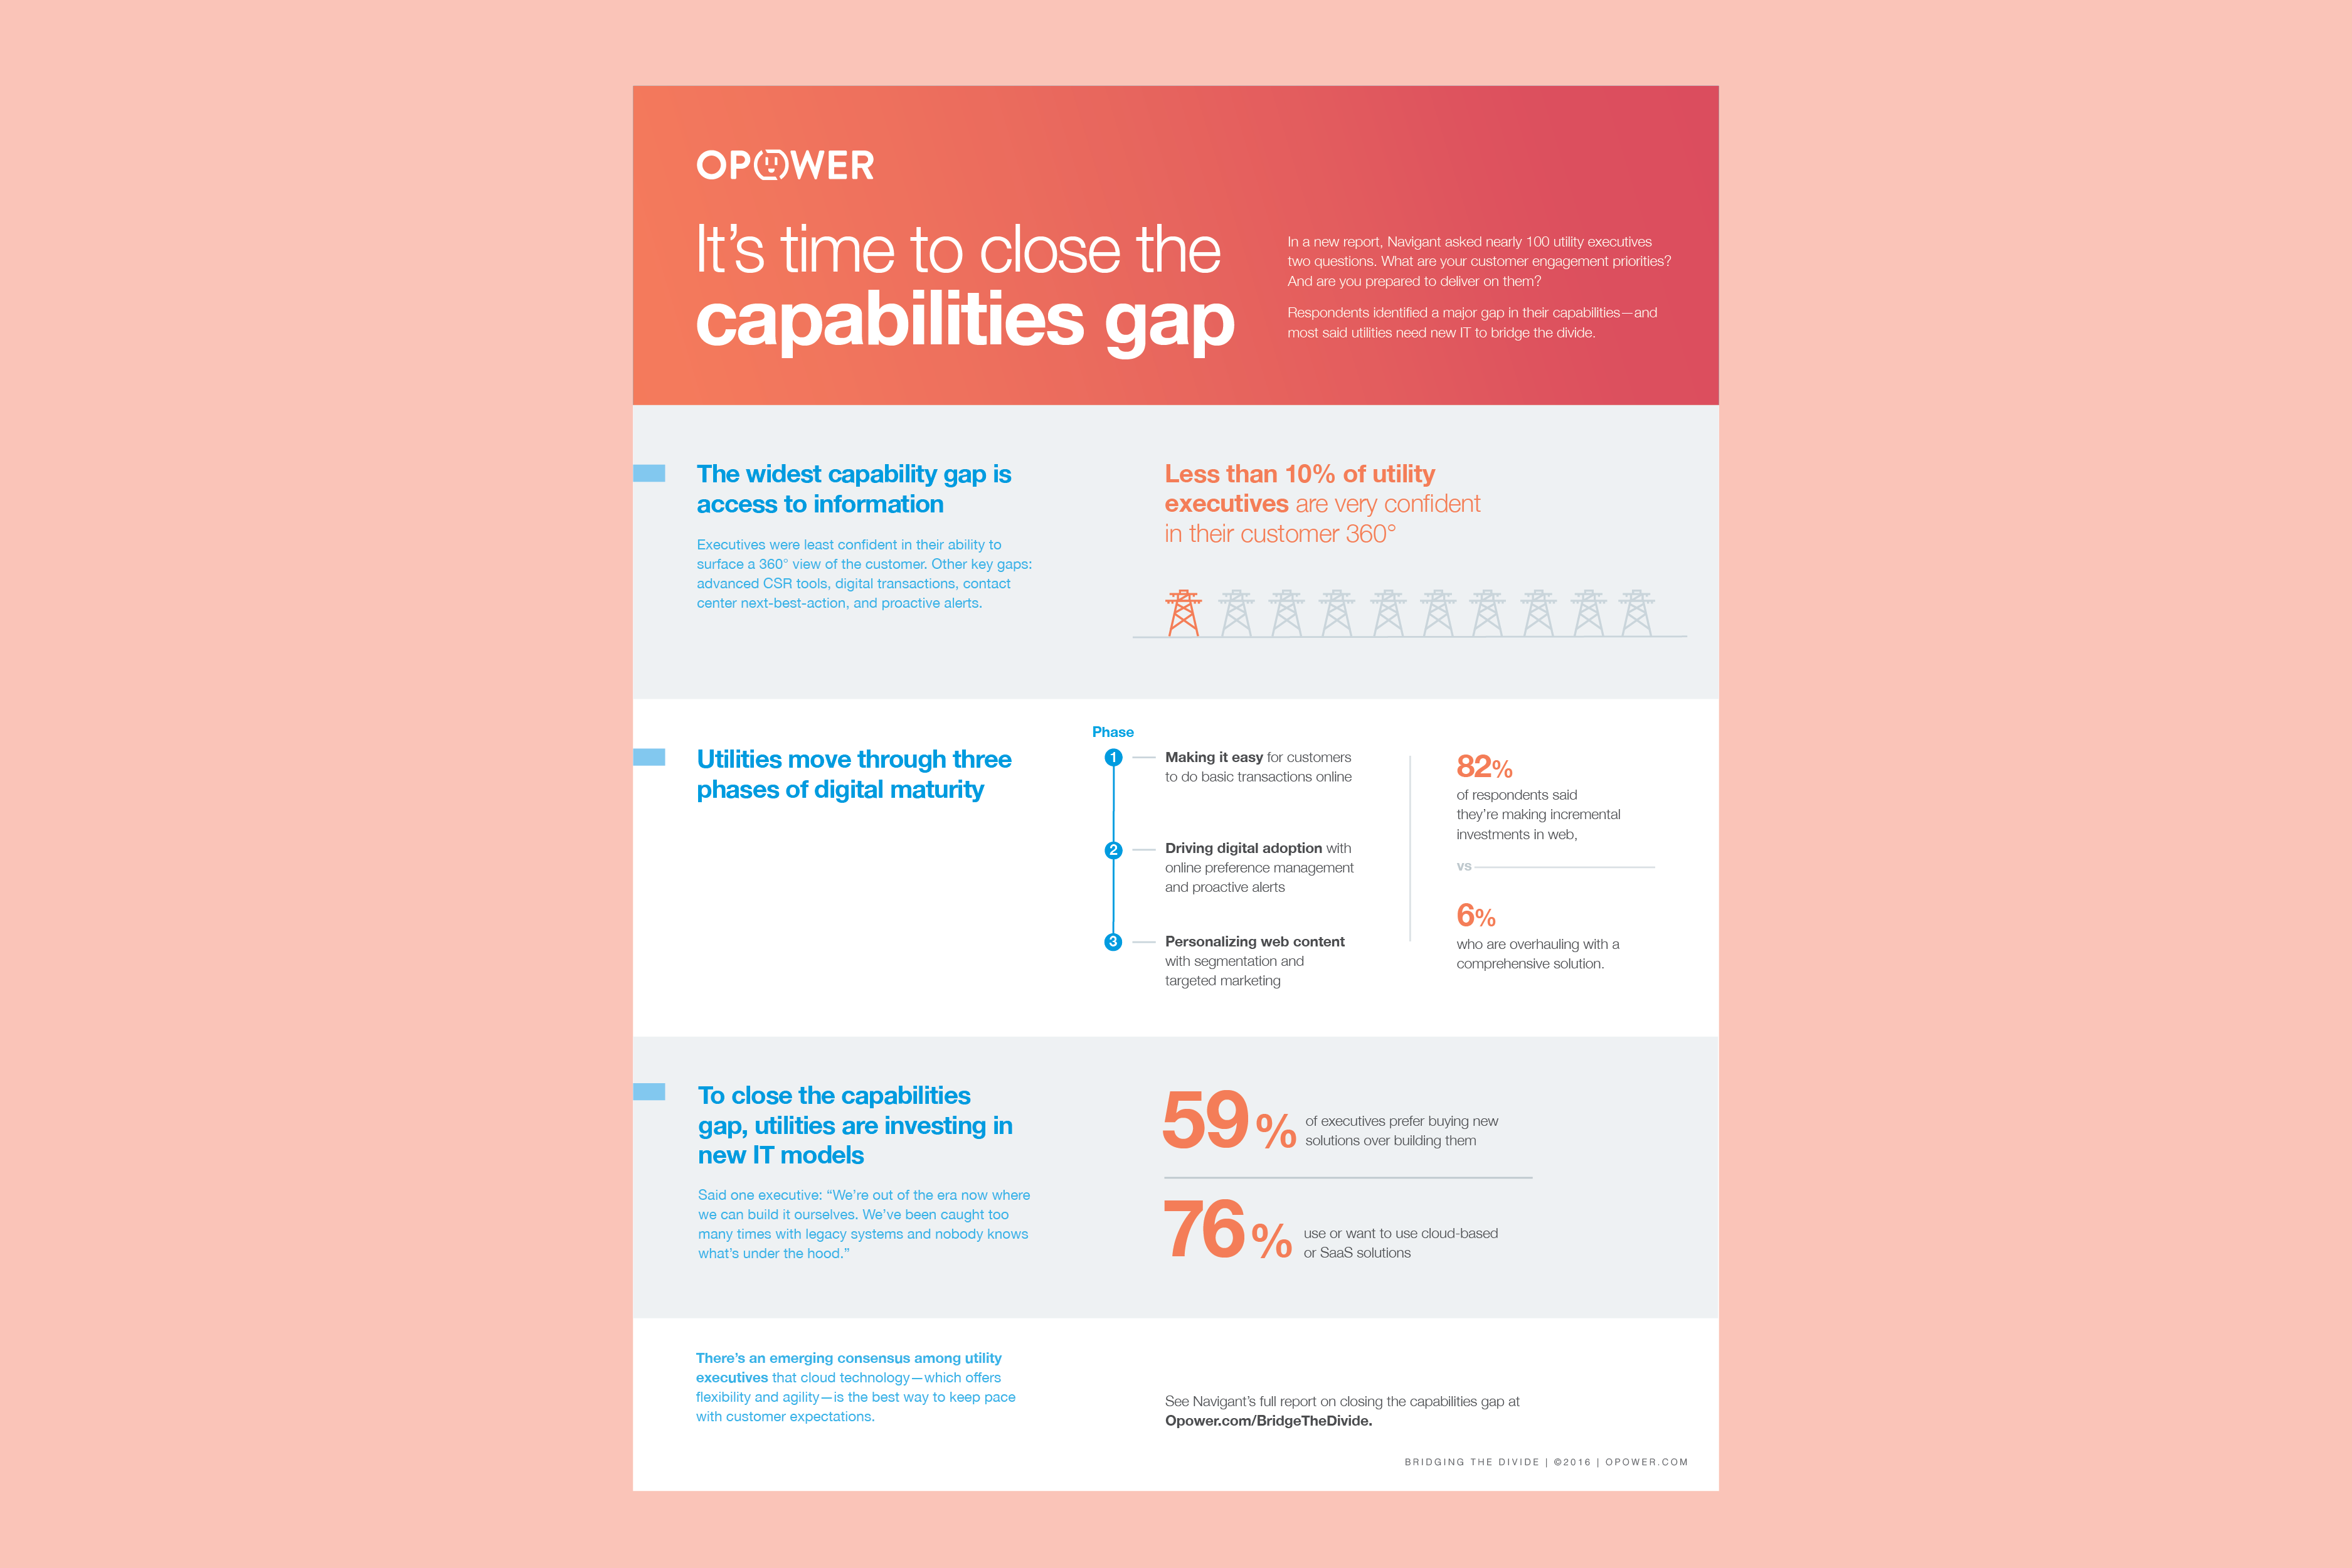 OPOWER
It’s time to close the
capabilities gap
In a new report, Navigant asked nearly 100 utility executives
two questions. What are your customer engagement priorities?
And are you prepared to deliver on them?
Respondents identified a major gap in their capabilities—and
most said utilities need new IT to bridge the divide.
The widest capability gap is
access to information
Executives were least confident in their ability to
surface a 360° view of the customer. Other key gaps:
advanced CSR tools, digital transactions, contact
center next-best-action, and proactive alerts.
Less than 10% of utility
executives are very confident
in their customer 360°
Utilities move through three
phases of digital maturity
Phase
1
Making it easy for customers
to do basic transactions online
2
Driving digital adoption with
online preference management
and proactive alerts
3
Personalizing web content
with segmentation and
targeted marketing
82%
of respondents said
they’re making incremental
investments in web,
vs
6%
who are overhauling with a
comprehensive solution.
To close the capabilities
gap, utilities are investing in
new IT models
Said one executive: “We’re out of the era now where
we can build it ourselves. We’ve been caught too
many times with legacy systems and nobody knows
what’s under the hood.”
59%
of executives prefer buying new
solutions over building them
76%
use or want to use cloud-based
or SaaS solutions
There’s an emerging consensus among utility
executives that cloud technology—which offers
flexibility and agility—is the best way to keep pace
with customer expectations.
See Navigant’s full report on closing the capabilities gap at
Opower.com/BridgeTheDivide.
BRIDGING THE DIVIDE | ©2016 | OPOWER.COM